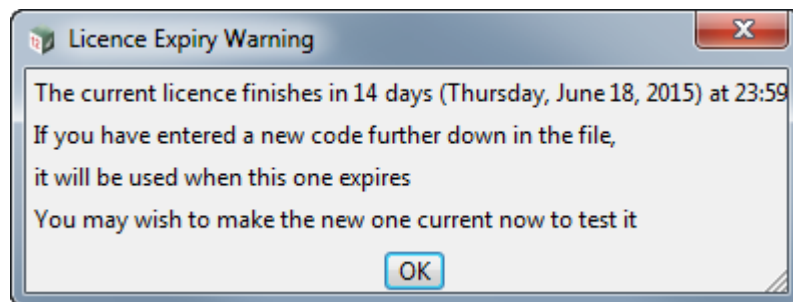 Licence Expiry Warning
The current licence finishes in 14 days (Thursday, June 18, 2015) at 23:59
If you have entered a new code further down in the file,
it will be used when this one expires
You may wish to make the new one current now to test it
OK